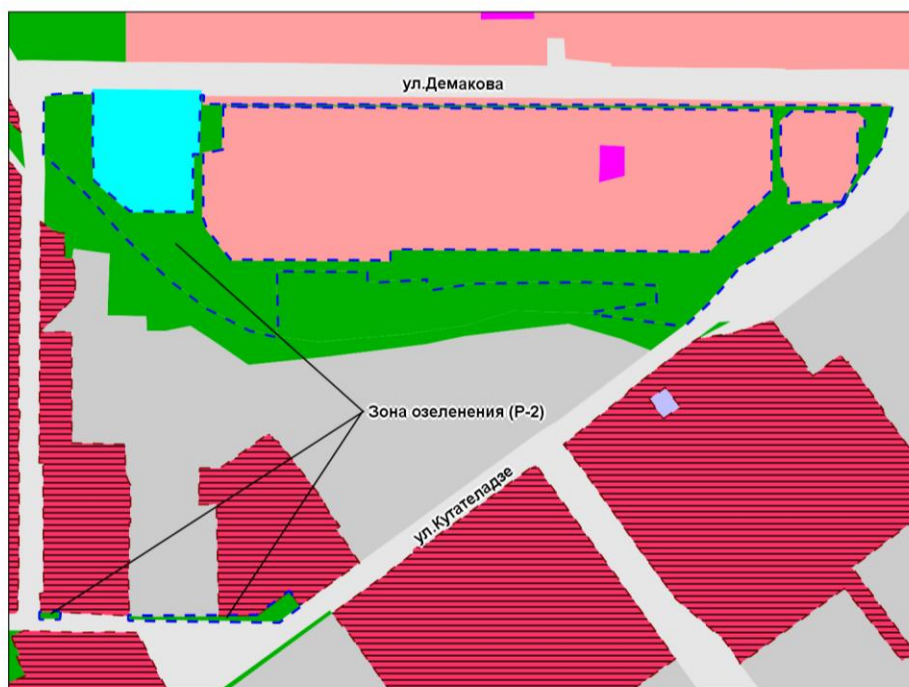 ул.Демакова
Зона озеленения (Р-2)
ул.Кутателадзе